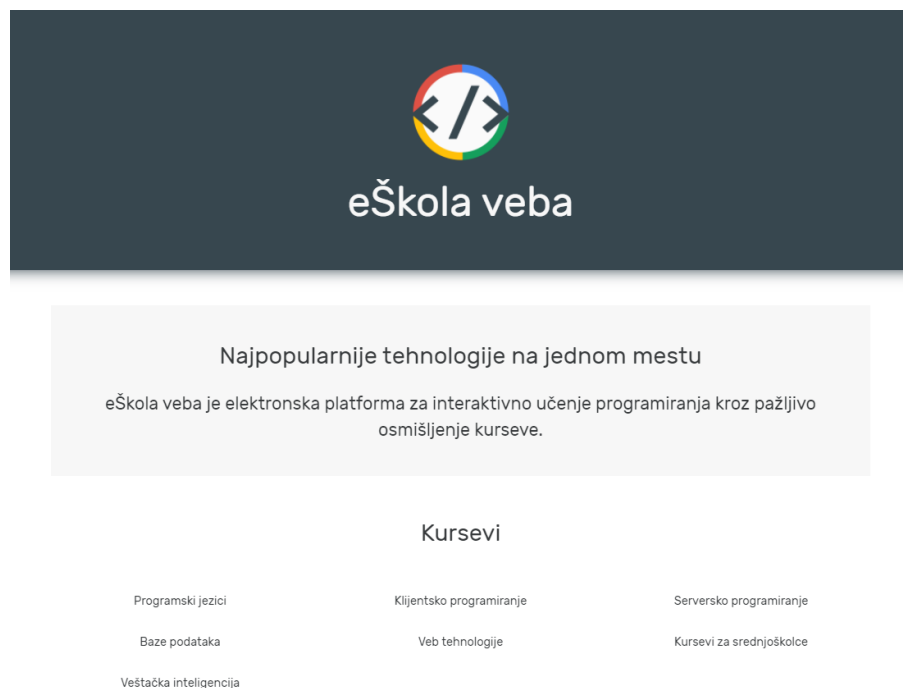 </>
eŠkola veba
Najpopularnije tehnologije na jednom mestu
eŠkola veba je elektronska platforma za interaktivno učenje programiranja kroz pažljivo
osmišljenje kurseve.
Kursevi
Programski jezici Klijentsko programiranje Serversko programiranje
Baze podataka Veb tehnologije Kursevi za srednjoškolce
Veštačka inteligencija